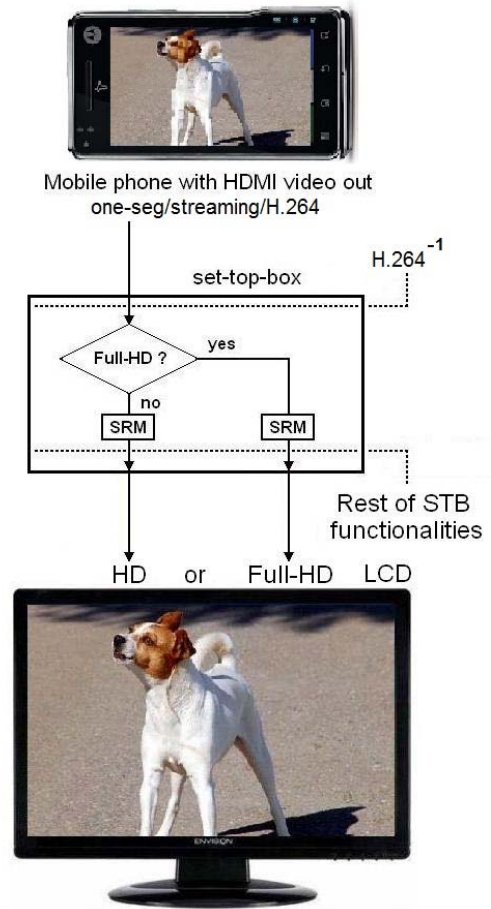 Mobile phone with HDMI video out
one-seg/streaming/H.264
H.264⁻¹
set-top-box
Full-HD ?
yes
no
SRM
SRM
Rest of STB
functionalities
HD or Full-HD LCD
ENVISION